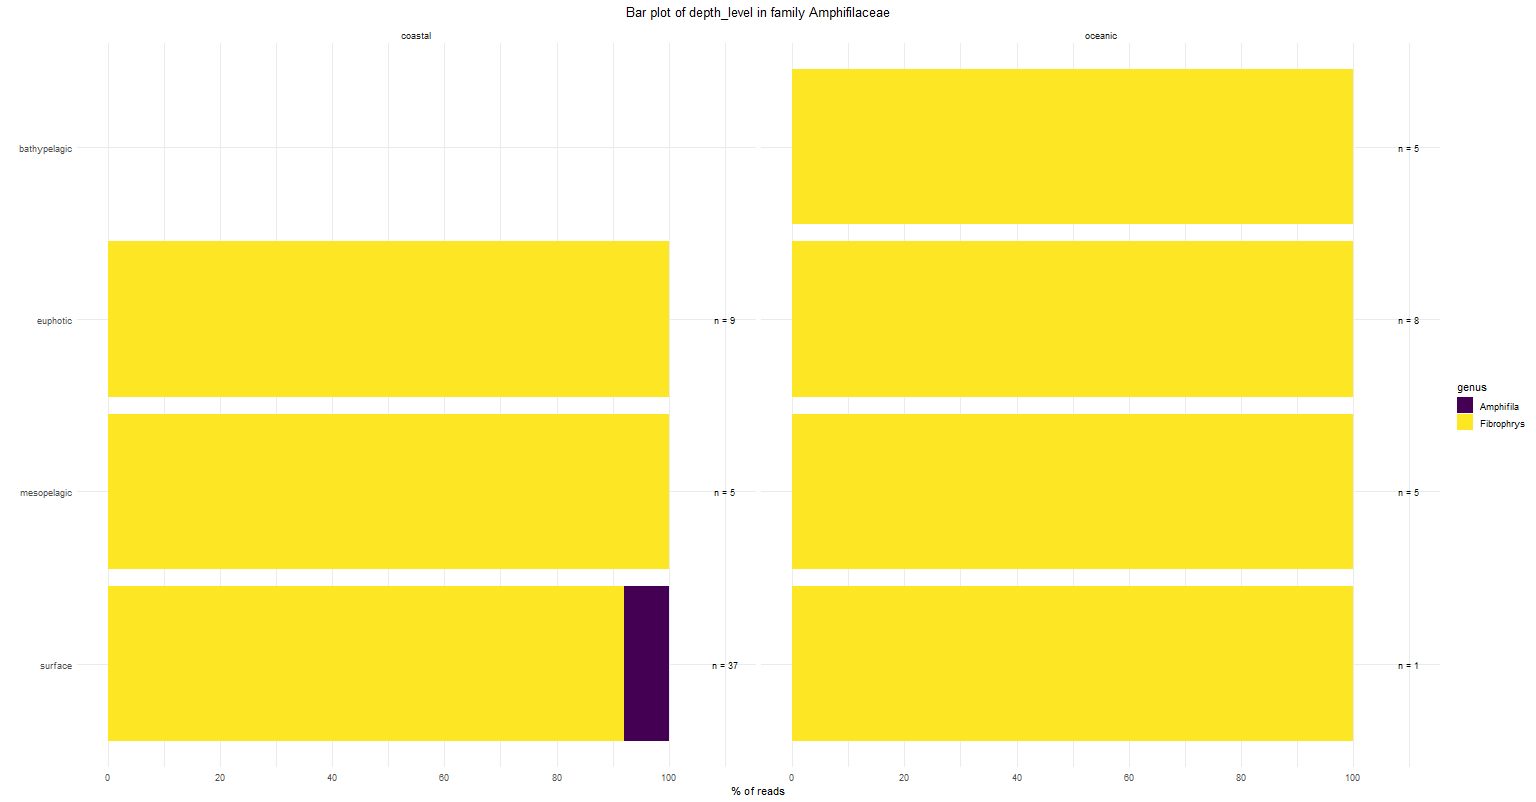 Bar plot of depth_level in family Amphifilaceae
coastal
oceanic
bathypelagic
n = 5
euphotic
n = 9
n = 8
mesopelagic
n = 5
n = 5
surface
n = 37
n = 1
genus
Amphifila
Fibrophrys
0 20 40 60 80 100
0 20 40 60 80 100
% of reads